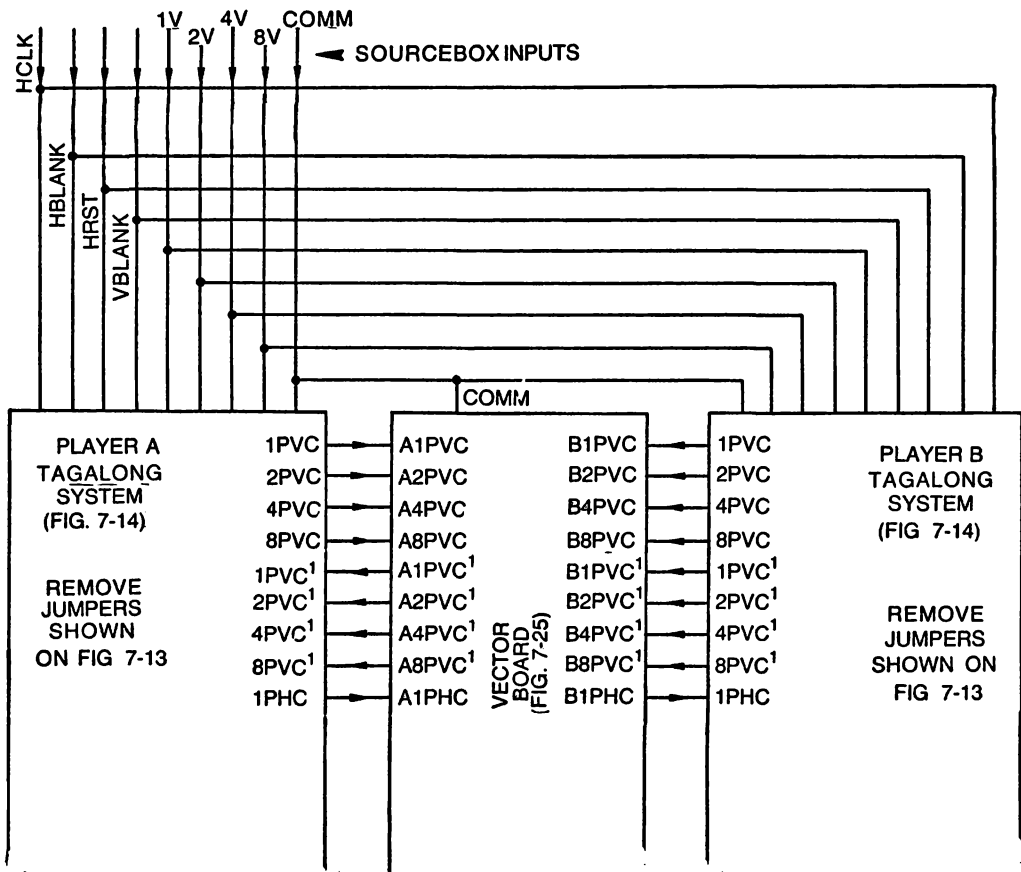 1V
4V
COMM
2V
8V
SOURCEBOX INPUTS
HCLK
HBLANK
HRST
VBLANK
COMM
PLAYER A
TAGALONG
SYSTEM
(FIG. 7-14)
REMOVE
JUMPERS
SHOWN
ON FIG 7-13
1PVC
2PVC
4PVC
8PVC
1PVC¹
2PVC¹
4PVC¹
8PVC¹
1PHC
A1PVC
A2PVC
A4PVC
A8PVC
A1PVC¹
A2PVC¹
A4PVC¹
A8PVC¹
A1PHC
VECTOR
BOARD
(FIG. 7-25)
B1PVC
B2PVC
B4PVC
B8PVC
B1PVC¹
B2PVC¹
B4PVC¹
B8PVC¹
B1PHC
1PVC
2PVC
4PVC
8PVC
1PVC¹
2PVC¹
4PVC¹
8PVC¹
1PHC
PLAYER B
TAGALONG
SYSTEM
(FIG 7-14)
REMOVE
JUMPERS
SHOWN ON
FIG 7-13